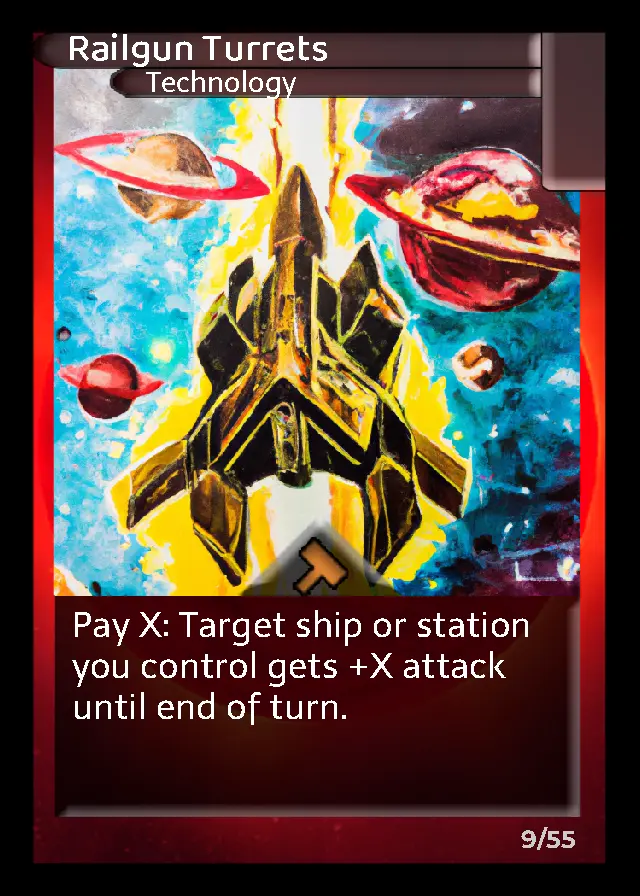 Railgun Turrets
Technology
Pay X: Target ship or station
you control gets +X attack
until end of turn.
9/55